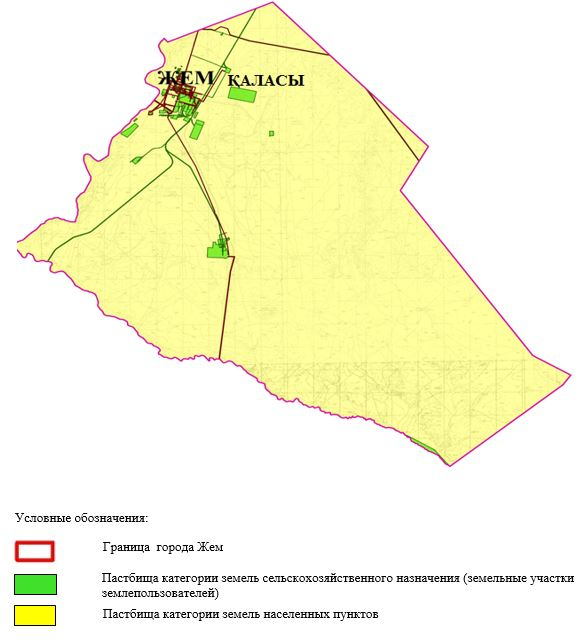 ЖЕМ ҚАЛАСЫ
Условные обозначения:
Граница города Жем
Пастбища категории земель сельскохозяйственного назначения (земельные участки
землепользователей)
Пастбища категории земель населенных пунктов